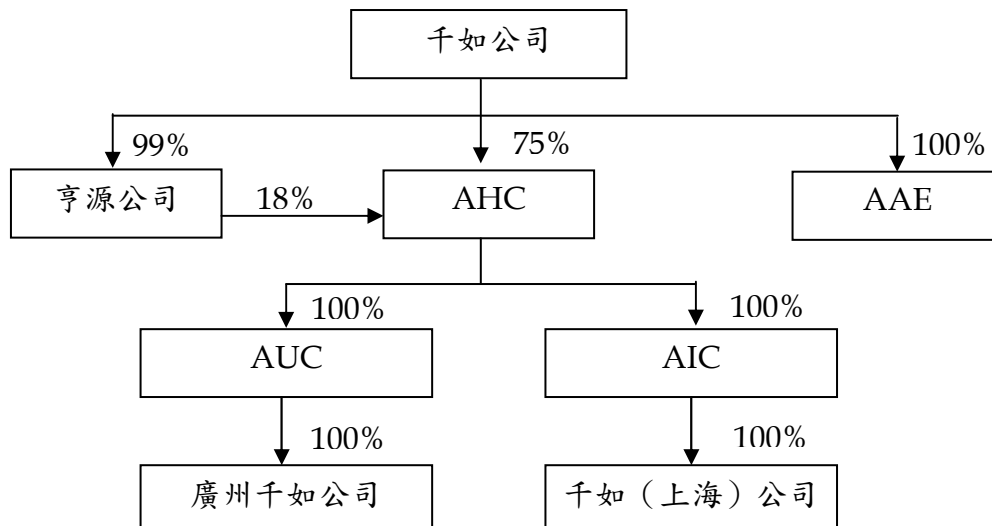 千如公司
99%
75%
100%
亨源公司
18%
AHC
AAE
100%
100%
AUC
AIC
100%
100%
廣州千如公司
千如（上海）公司